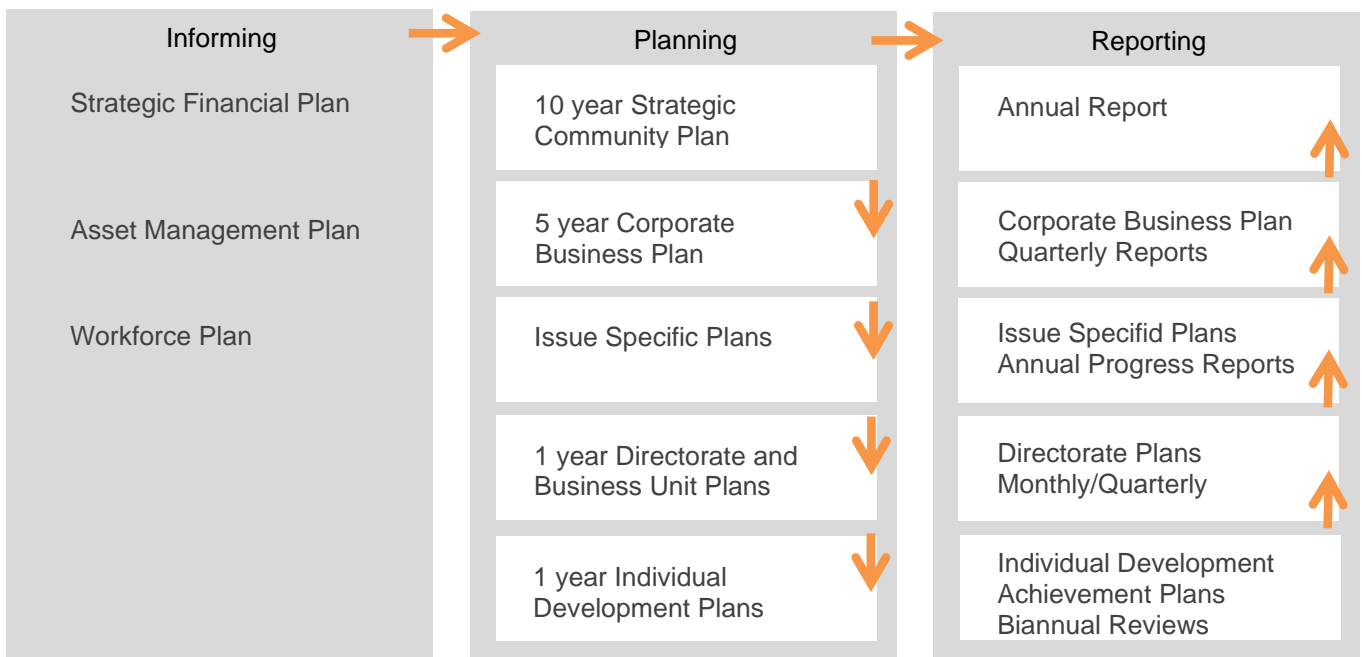 Informing
Strategic Financial Plan
Asset Management Plan
Workforce Plan
Planning
10 year Strategic
Community Plan
5 year Corporate
Business Plan
Issue Specific Plans
1 year Directorate and
Business Unit Plans
1 year Individual
Development Plans
Reporting
Annual Report
Corporate Business Plan
Quarterly Reports
Issue Specifid Plans
Annual Progress Reports
Directorate Plans
Monthly/Quarterly
Individual Development
Achievement Plans
Biannual Reviews